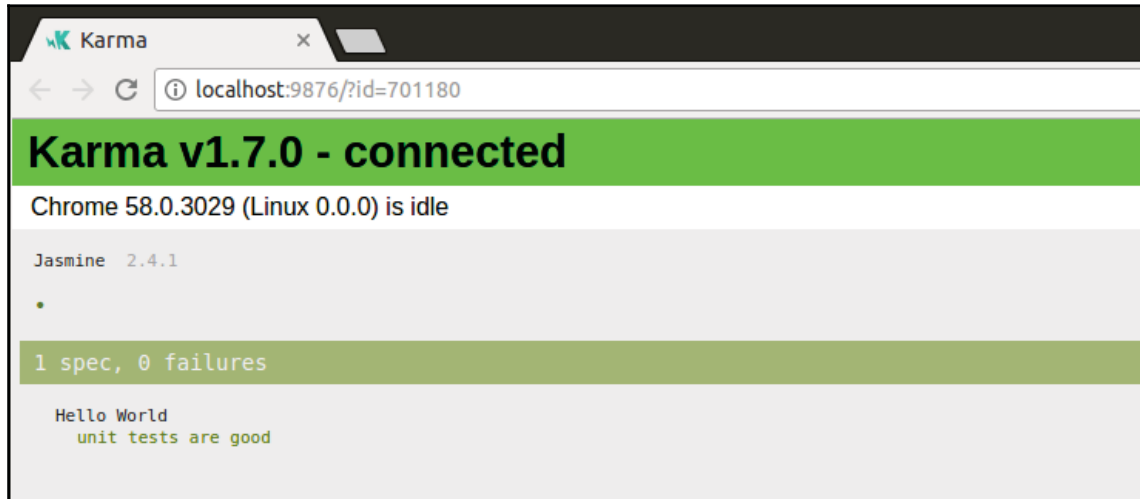 Karma
localhost:9876/?id=701180
Karma v1.7.0 - connected
Chrome 58.0.3029 (Linux 0.0.0) is idle
Jasmine 2.4.1
•
1 spec, 0 failures
Hello World
unit tests are good